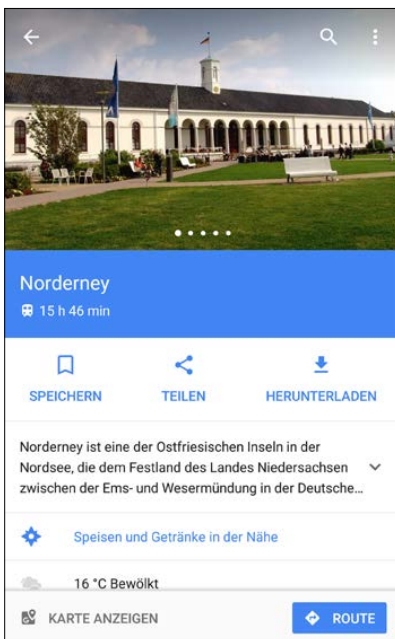 Norderney
15 h 46 min
SPEICHERN
TEILEN
HERUNTERLADEN
Norderney ist eine der Ostfriesischen Inseln in der
Nordsee, die dem Festland des Landes Niedersachsen
zwischen der Ems- und Wesermündung in der Deutsche...
Speisen und Getränke in der Nähe
16 °C Bewölkt
KARTE ANZEIGEN
ROUTE